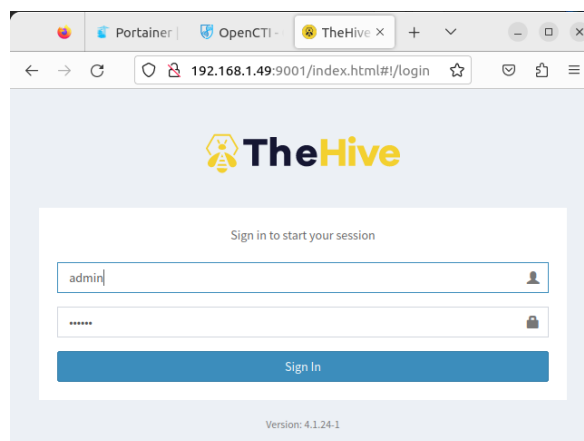 Portainer
OpenCTI -
TheHive
192.168.1.49:9001/index.html#!/login
TheHive
Sign in to start your session
admin
••••••
Sign In
Version: 4.1.24-1